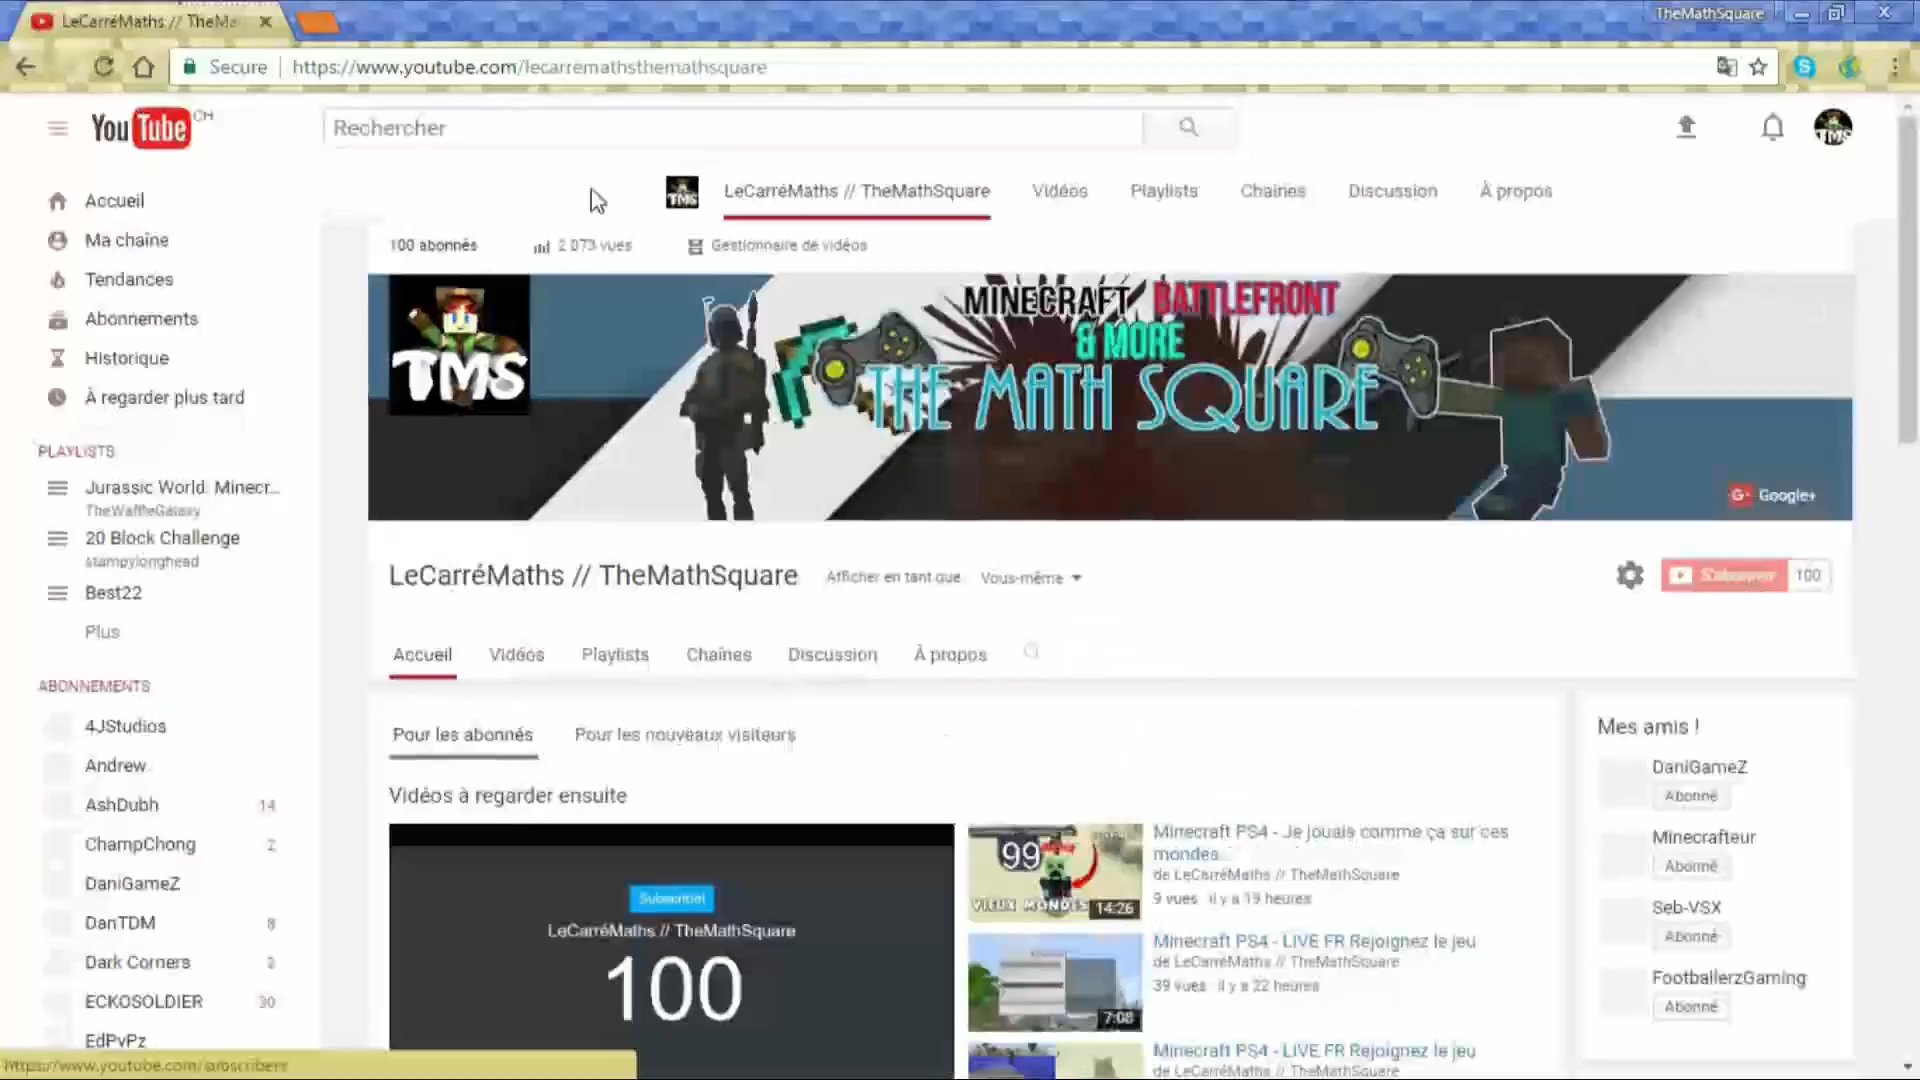 LeCarréMaths // TheMa
TheMathSquare
Secure
https://www.youtube.com/lecarremathsthemathsquare
YouTube CH
Rechercher
TMS
LeCarréMaths // TheMathSquare
Vidéos
Playlists
Chaînes
Discussion
À propos
100 abonnés
2 073 vues
Gestionnaire de vidéos
Accueil
Ma chaîne
Tendances
Abonnements
Historique
À regarder plus tard
PLAYLISTS
Jurassic World: Minecr...
TheWaffleGalaxy
20 Block Challenge
stampylonghead
Best22
Plus
ABONNEMENTS
4JStudios
Andrew
AshDubh 14
ChampChong 2
DaniGameZ
DanTDM 8
Dark Corners
ECKOSOLDIER 30
EdPvPz
TMS
MINECRAFT BATTLEFRONT
& MORE
THE MATH SQUARE
G+ Google+
LeCarréMaths // TheMathSquare
Afficher en tant que
Vous-même
S'abonner 100
Accueil
Vidéos
Playlists
Chaînes
Discussion
À propos
Pour les abonnés
Pour les nouveaux visiteurs
Vidéos à regarder ensuite
LeCarréMaths // TheMathSquare
100
99
VIEUX MONDES
14:26
Minecraft PS4 - Je jouais comme ça sur ces
mondes...
de LeCarréMaths // TheMathSquare
9 vues il y a 19 heures
7:08
Minecraft PS4 - LIVE FR Rejoignez le jeu
de LeCarréMaths // TheMathSquare
39 vues il y a 22 heures
Minecraft PS4 - LIVE FR Rejoignez le jeu
de LeCarréMaths // TheMathSquare
Mes amis !
DaniGameZ
Abonné
Minecrafteur
Abonné
Seb-VSX
Abonné
FootballerzGaming
Abonné